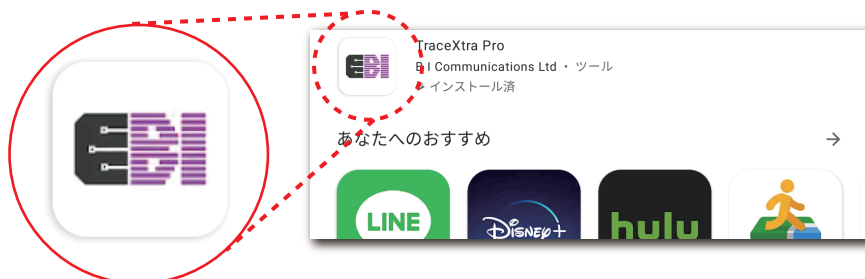 EBI
EBI
TraceXtra Pro
B I Communications Ltd・ツール
インストール済
あなたへのおすすめ
LINE
Disney+
hulu